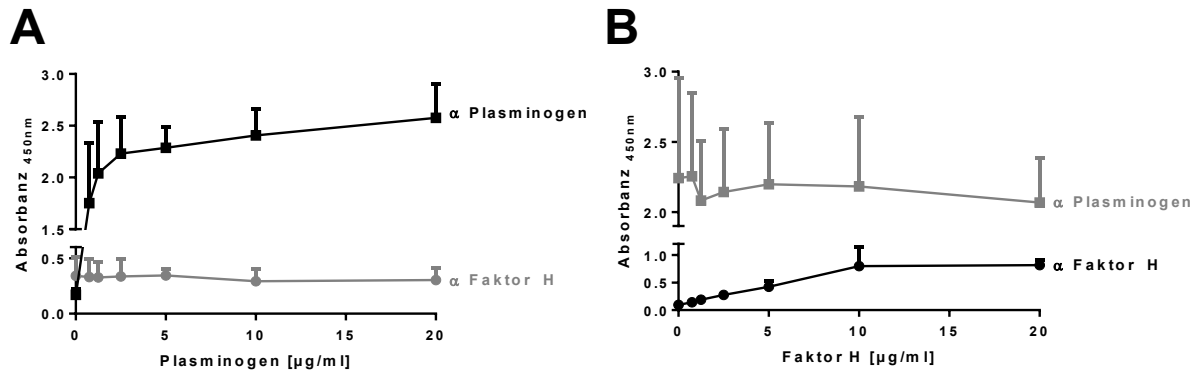 A
Absorbanz 450nm
3.0
2.5
2.0
1.5
0.5
0.0
0 5 10 15 20
Plasminogen [µg/ml]
α Plasminogen
α Faktor H
B
Absorbanz 450nm
3.0
2.5
2.0
1.0
0.5
0.0
0 5 10 15 20
Faktor H [µg/ml]
α Plasminogen
α Faktor H